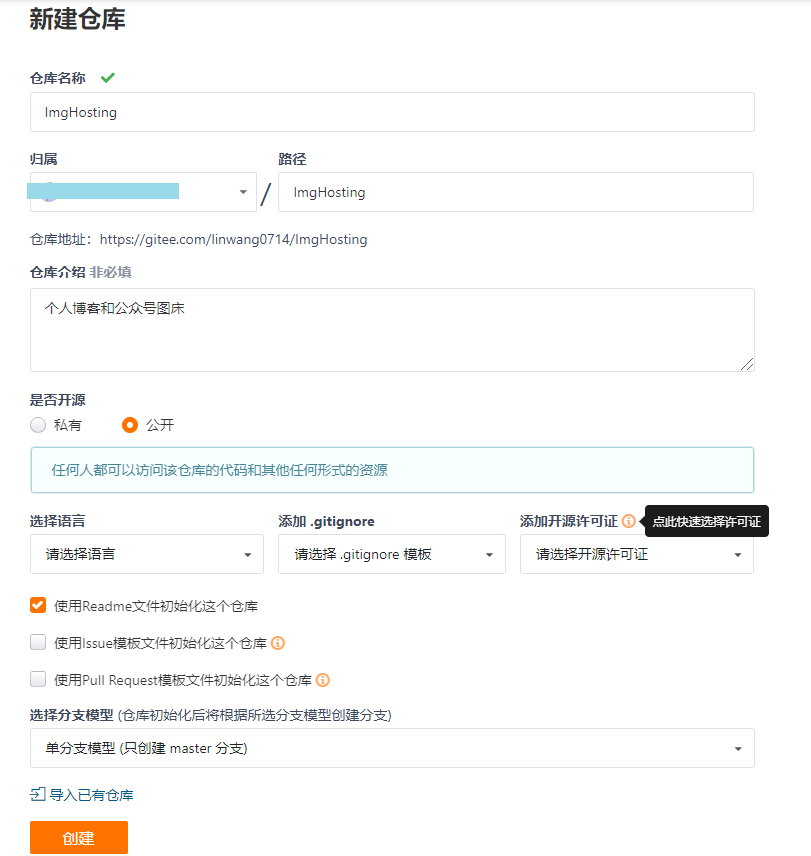 新建仓库
仓库名称
ImgHosting
归属 路径
/ ImgHosting
仓库地址：https://gitee.com/linwang0714/ImgHosting
仓库介绍 非必填
个人博客和公众号图床
是否开源
私有 公开
任何人都可以访问该仓库的代码和其他任何形式的资源
选择语言 添加 .gitignore 添加开源许可证 点此快速选择许可证
请选择语言 请选择 .gitignore 模板 请选择开源许可证
使用Readme文件初始化这个仓库
使用Issue模板文件初始化这个仓库
使用Pull Request模板文件初始化这个仓库
选择分支模型 (仓库初始化后将根据所选分支模型创建分支)
单分支模型 (只创建 master 分支)
导入已有仓库
创建